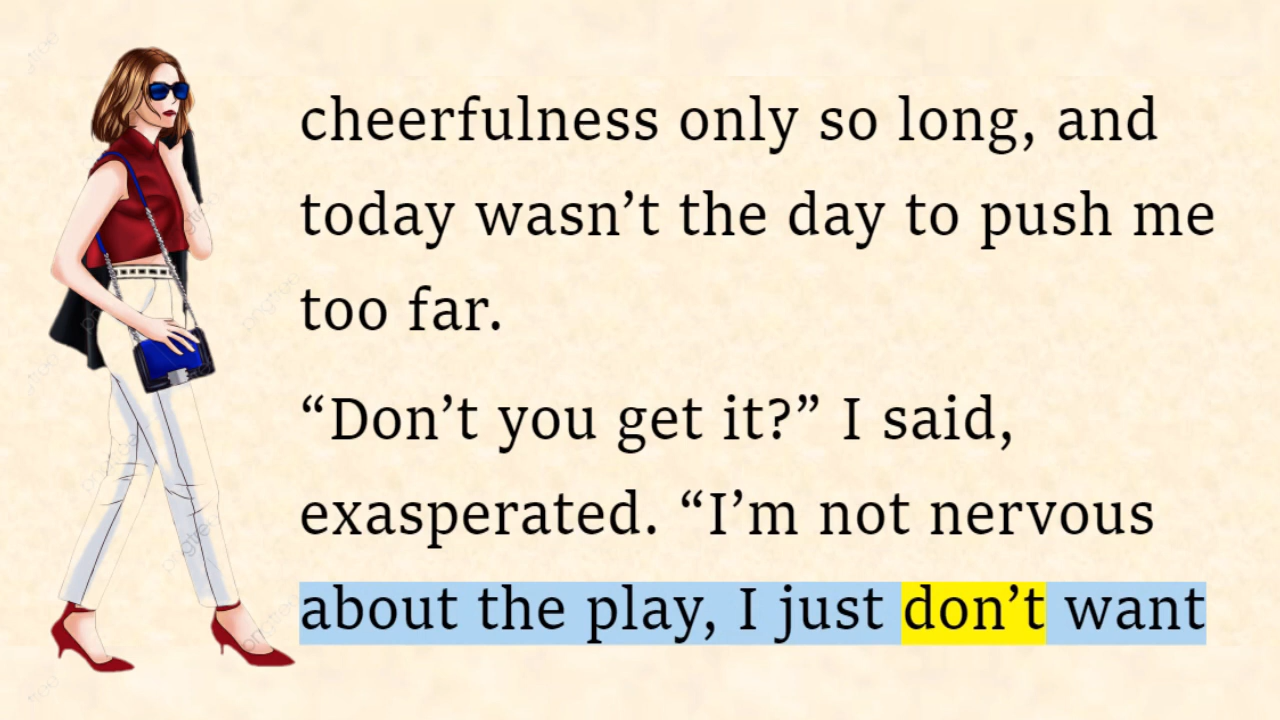 cheerfulness only so long, and
today wasn’t the day to push me
too far.
“Don’t you get it?” I said,
exasperated. “I’m not nervous
about the play, I just don’t want